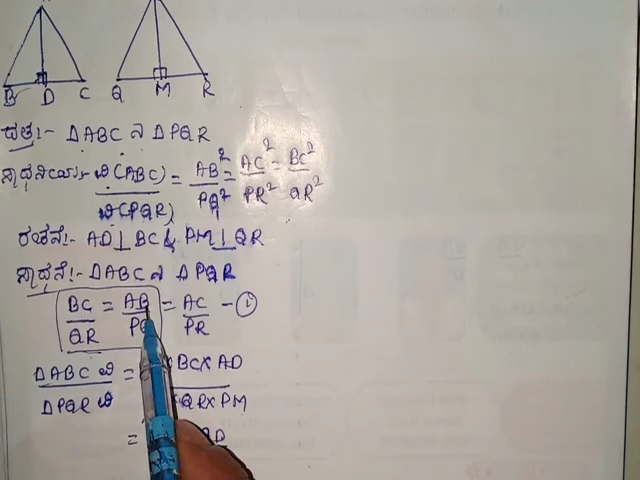 B D C Q M R
ದತ್ತ:- ΔABC ~ ΔPQR
ಸಾಧನೀಯ:- ವಿ(ABC) / ವಿ(PQR) = AB² / PQ² = AC² / PR² = BC² / QR²
ರಚನೆ:- AD ⊥ BC & PM ⊥ QR
ಸಾಧನೆ:- ΔABC ~ ΔPQR
BC / QR = AB / PQ = AC / PR - (i)
ΔABC ವಿ / ΔPQR ವಿ = BC × AD / QR × PM
=